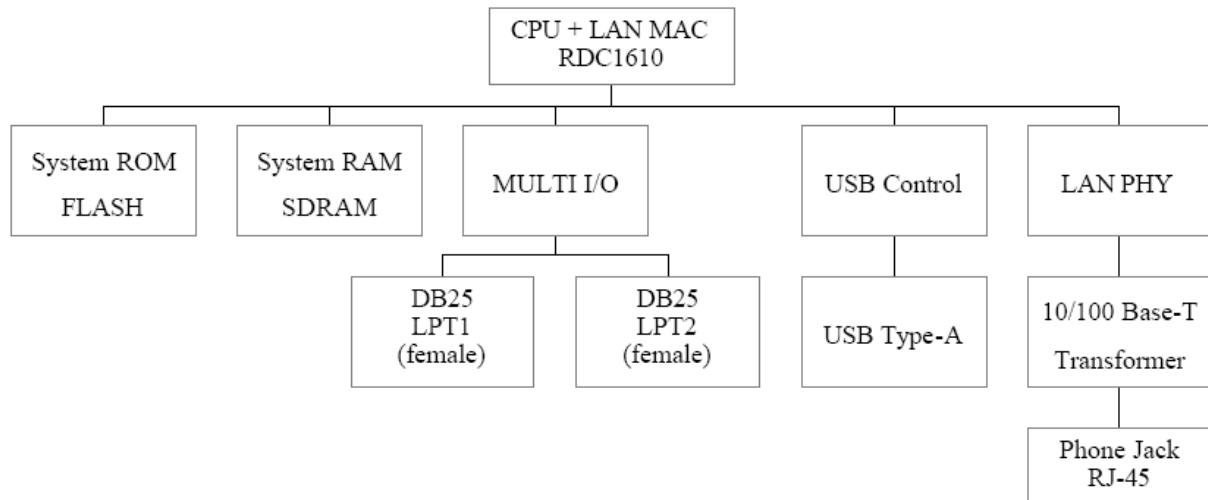 CPU + LAN MAC
RDC1610
System ROM
FLASH
System RAM
SDRAM
MULTI I/O
USB Control
LAN PHY
DB25
LPT1
(female)
DB25
LPT2
(female)
USB Type-A
10/100 Base-T
Transformer
Phone Jack
RJ-45